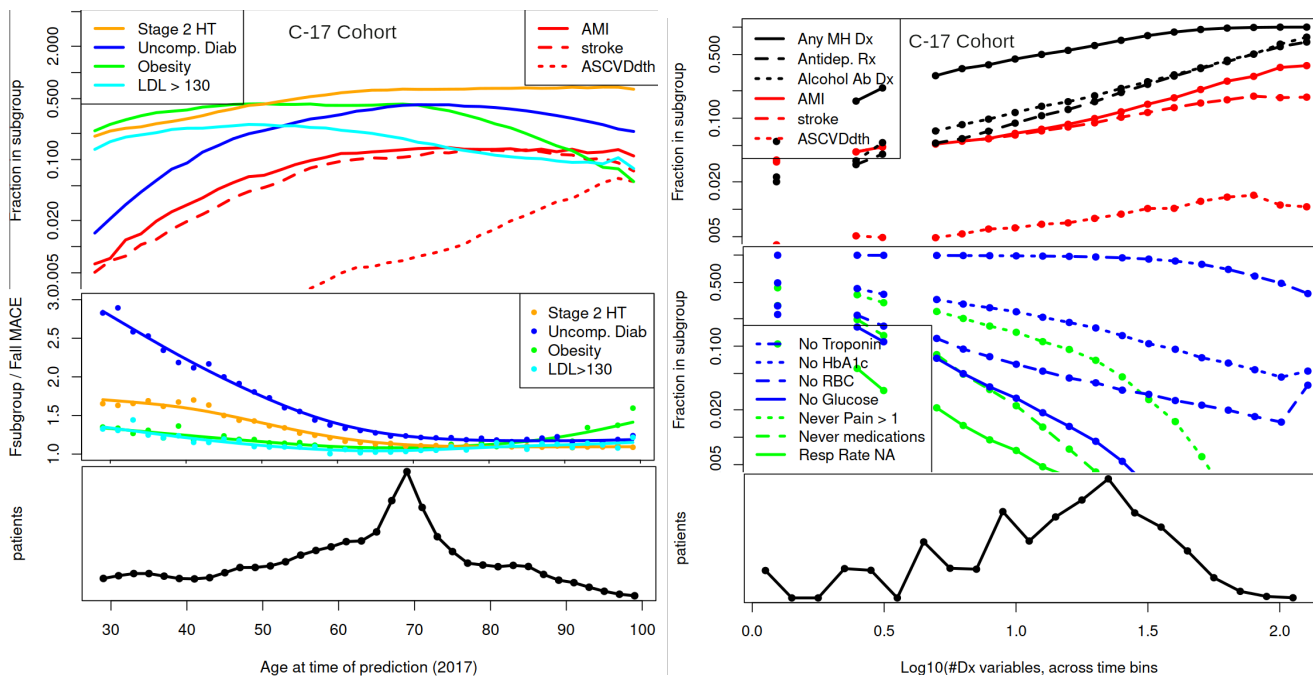 C-17 Cohort
Stage 2 HT
Uncomp. Diab
Obesity
LDL > 130
AMI
stroke
ASCVDdth
Fraction in subgroup
2.000
0.500
0.100
0.020
0.005
Fsubgroup / Fall MACE
3.0
2.5
2.0
1.5
1.0
Stage 2 HT
Uncomp. Diab
Obesity
LDL>130
patients
30 40 50 60 70 80 90 100
Age at time of prediction (2017)
C-17 Cohort
Any MH Dx
Antidep. Rx
Alcohol Ab Dx
AMI
stroke
ASCVDdth
Fraction in subgroup
0.500
0.100
0.020
005
Fraction in subgroup
0.500
0.100
0.020
005
No Troponin
No HbA1c
No RBC
No Glucose
Never Pain > 1
Never medications
Resp Rate NA
patients
0.0 0.5 1.0 1.5 2.0
Log10(#Dx variables, across time bins